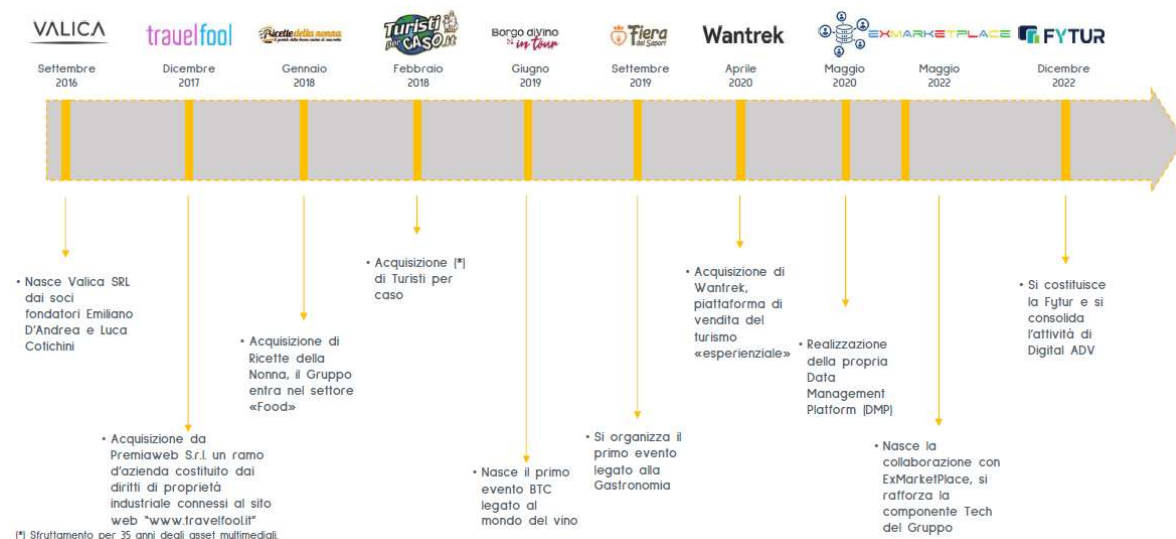 VALICA
travelfool
Ricette della nonna
Turisti
per CASO.it
Borgo diVino
in tour
Fiera
dei Sapori
Wantrek
EXMARKETPLACE
FYTUR
Settembre
2016
Dicembre
2017
Gennaio
2018
Febbraio
2018
Giugno
2019
Settembre
2019
Aprile
2020
Maggio
2020
Maggio
2022
Dicembre
2022
• Nasce Valica SRL
dai soci
fondatori Emiliano
D'Andrea e Luca
Cotichini
• Acquisizione da
Premiaweb S.r.l. un ramo
d'azienda costituito dai
diritti di proprietà
industriale connessi al sito
web "www.travelfool.it"
• Acquisizione di
Ricette della
Nonna, il Gruppo
entra nel settore
«Food»
• Acquisizione (*)
di Turisti per
caso
• Nasce il primo
evento BTC
legato al
mondo del vino
• Si organizza il
primo evento
legato alla
Gastronomia
• Acquisizione di
Wantrek,
piattaforma di
vendita del
turismo
«esperienziale»
• Realizzazione
della propria
Data
Management
Platform (DMP)
• Nasce la
collaborazione con
ExMarketPlace, si
rafforza la
componente Tech
del Gruppo
• Si costituisce
la Fytur e si
consolida
l'attività di
Digital ADV
(*) Sfruttamento per 35 anni degli asset multimediali.